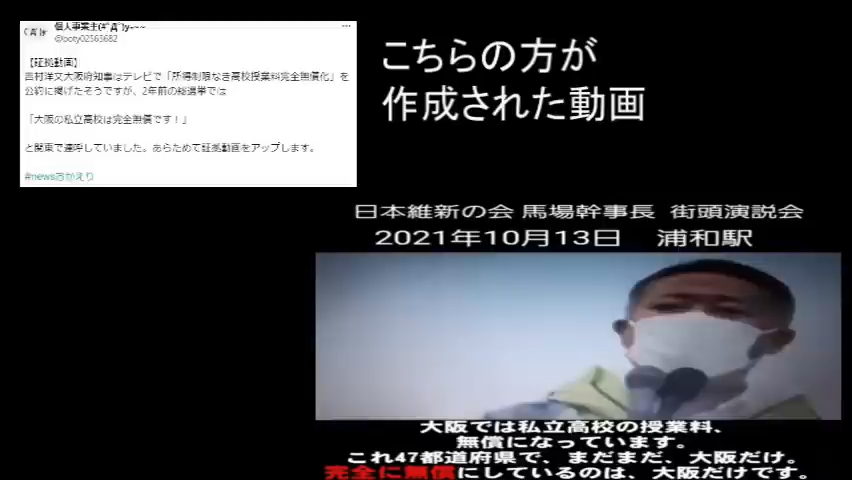 個人事業主(#ﾟДﾟ)y-~~
@ooty02563682
【証拠動画】
吉村洋文大阪府知事はテレビで「所得制限なき高校授業料完全無償化」を
公約に掲げたそうですが、2年前の総選挙では
「大阪の私立高校は完全無償です！」
と関東で連呼していました。あらためて証拠動画をアップします。
#newsおかえり
こちらの方が
作成された動画
日本維新の会 馬場幹事長 街頭演説会
2021年10月13日 浦和駅
大阪では私立高校の授業料、
無償になっています。
これ47都道府県で、まだまだ、大阪だけ。
完全に無償にしているのは、大阪だけです。